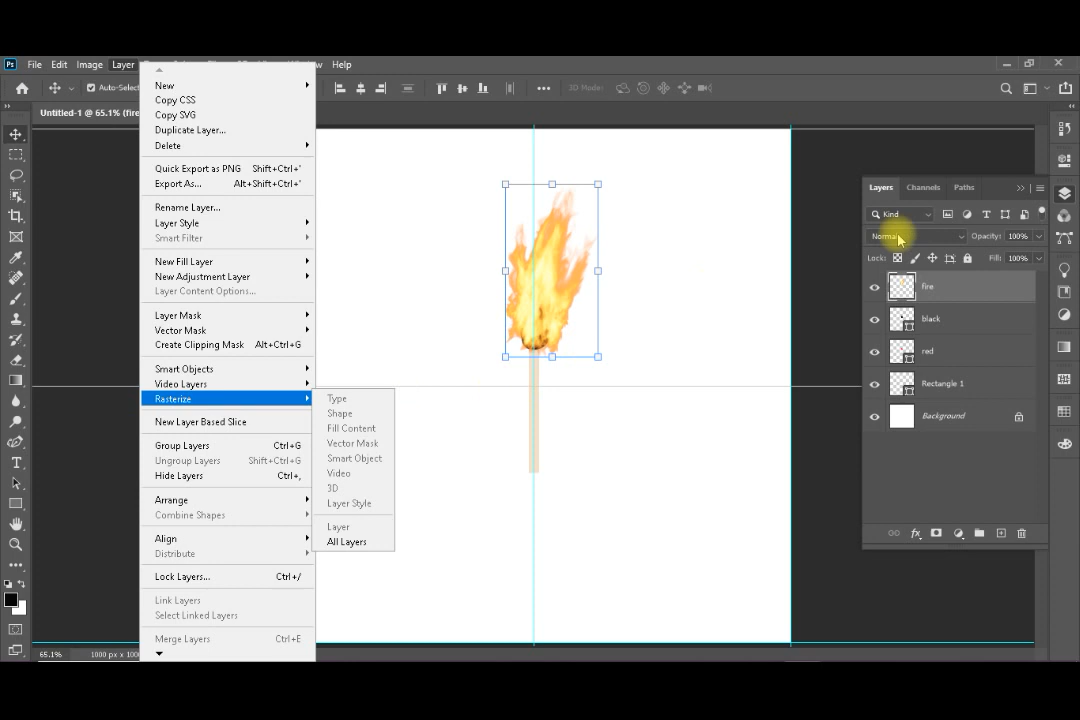 Ps File Edit Image Layer Help
Auto-Select
3D Mode:
Untitled-1 @ 65.1% (fire
New
Copy CSS
Copy SVG
Duplicate Layer...
Delete
Quick Export as PNG Shift+Ctrl+'
Export As... Alt+Shift+Ctrl+'
Rename Layer...
Layer Style
Smart Filter
New Fill Layer
New Adjustment Layer
Layer Content Options...
Layer Mask
Vector Mask
Create Clipping Mask Alt+Ctrl+G
Smart Objects
Video Layers
Rasterize
New Layer Based Slice
Group Layers Ctrl+G
Ungroup Layers Shift+Ctrl+G
Hide Layers Ctrl+,
Arrange
Combine Shapes
Align
Distribute
Lock Layers... Ctrl+/
Link Layers
Select Linked Layers
Merge Layers Ctrl+E
Type
Shape
Fill Content
Vector Mask
Smart Object
Video
3D
Layer Style
Layer
All Layers
Layers Channels Paths
Kind
Normal Opacity: 100%
Lock: Fill: 100%
fire
black
red
Rectangle 1
Background
fx
65.1% 1000 px x 100